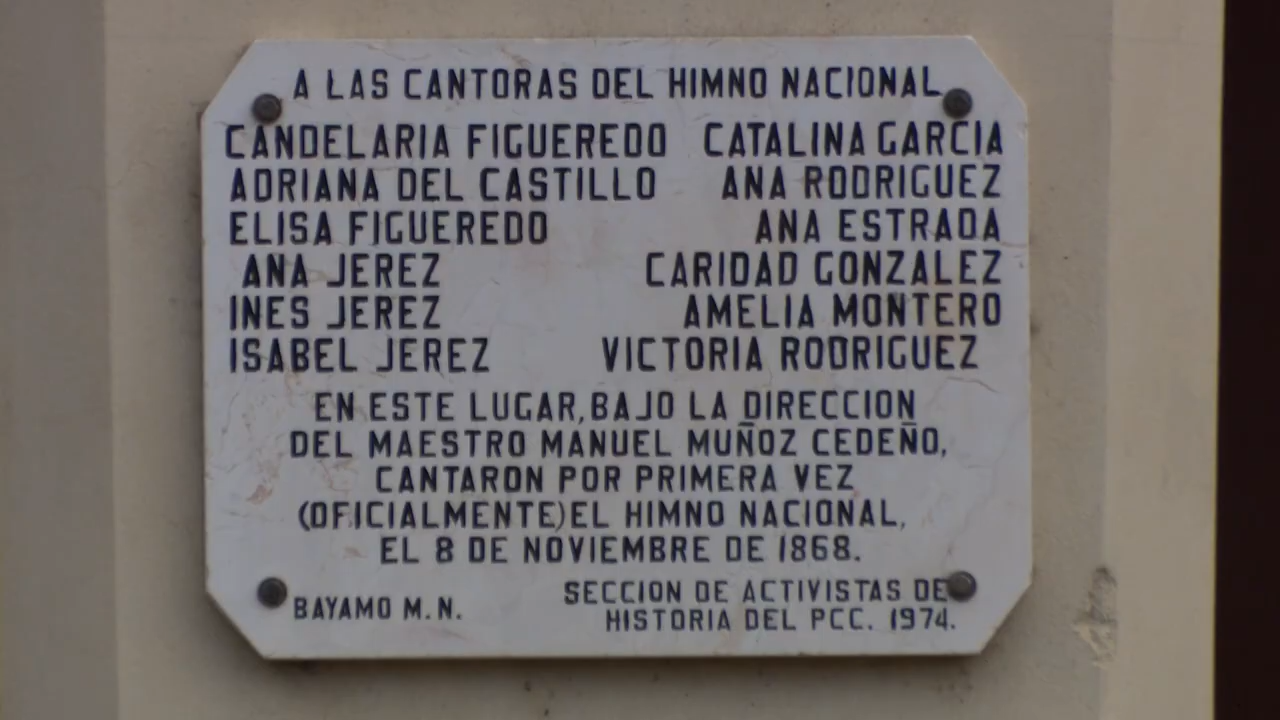 A LAS CANTORAS DEL HIMNO NACIONAL
CANDELARIA FIGUEREDO CATALINA GARCIA
ADRIANA DEL CASTILLO ANA RODRIGUEZ
ELISA FIGUEREDO ANA ESTRADA
ANA JEREZ CARIDAD GONZALEZ
INES JEREZ AMELIA MONTERO
ISABEL JEREZ VICTORIA RODRIGUEZ
EN ESTE LUGAR, BAJO LA DIRECCION
DEL MAESTRO MANUEL MUÑOZ CEDEÑO,
CANTARON POR PRIMERA VEZ
(OFICIALMENTE) EL HIMNO NACIONAL,
EL 8 DE NOVIEMBRE DE 1868.
BAYAMO M. N.
SECCION DE ACTIVISTAS DE
HISTORIA DEL PCC. 1974.